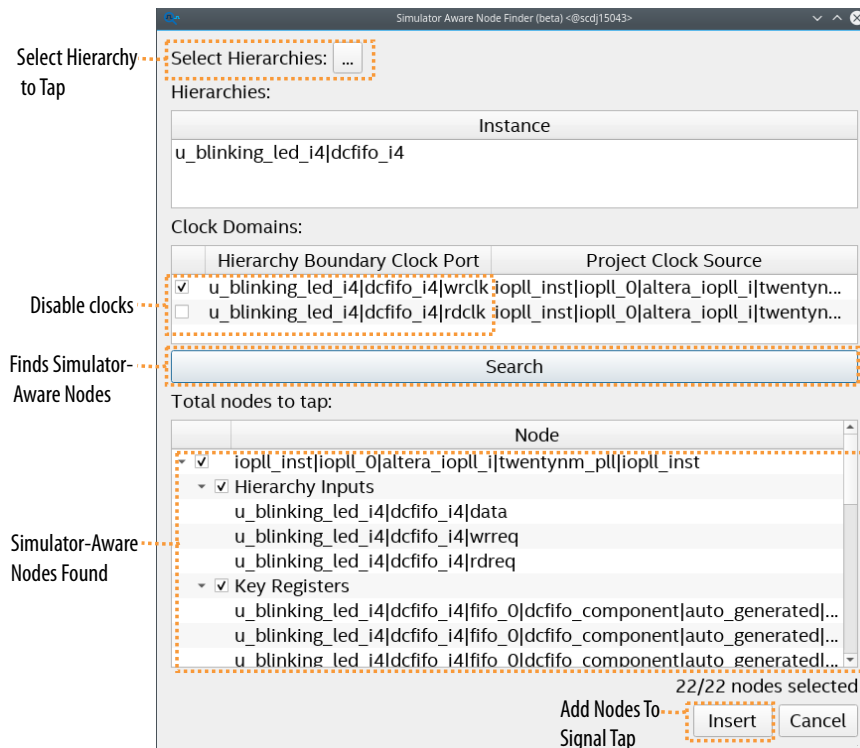 Simulator Aware Node Finder (beta) <@scdj15043>
Select Hierarchy
to Tap
Select Hierarchies: ...
Hierarchies:
Instance
u_blinking_led_i4|dcfifo_i4
Clock Domains:
Hierarchy Boundary Clock Port Project Clock Source
Disable clocks
u_blinking_led_i4|dcfifo_i4|wrclk iopll_inst|iopll_0|altera_iopll_i|twentyn...
u_blinking_led_i4|dcfifo_i4|rdclk iopll_inst|iopll_0|altera_iopll_i|twentyn...
Finds Simulator-
Aware Nodes
Search
Total nodes to tap:
Node
iopll_inst|iopll_0|altera_iopll_i|twentynm_pll|iopll_inst
Hierarchy Inputs
u_blinking_led_i4|dcfifo_i4|data
u_blinking_led_i4|dcfifo_i4|wrreq
u_blinking_led_i4|dcfifo_i4|rdreq
Simulator-Aware
Nodes Found
Key Registers
u_blinking_led_i4|dcfifo_i4|fifo_0|dcfifo_component|auto_generated|...
u_blinking_led_i4|dcfifo_i4|fifo_0|dcfifo_component|auto_generated|...
u_blinking_led_i4|dcfifo_i4|fifo_0|dcfifo_component|auto_generated|...
22/22 nodes selected
Add Nodes To
Signal Tap
Insert Cancel